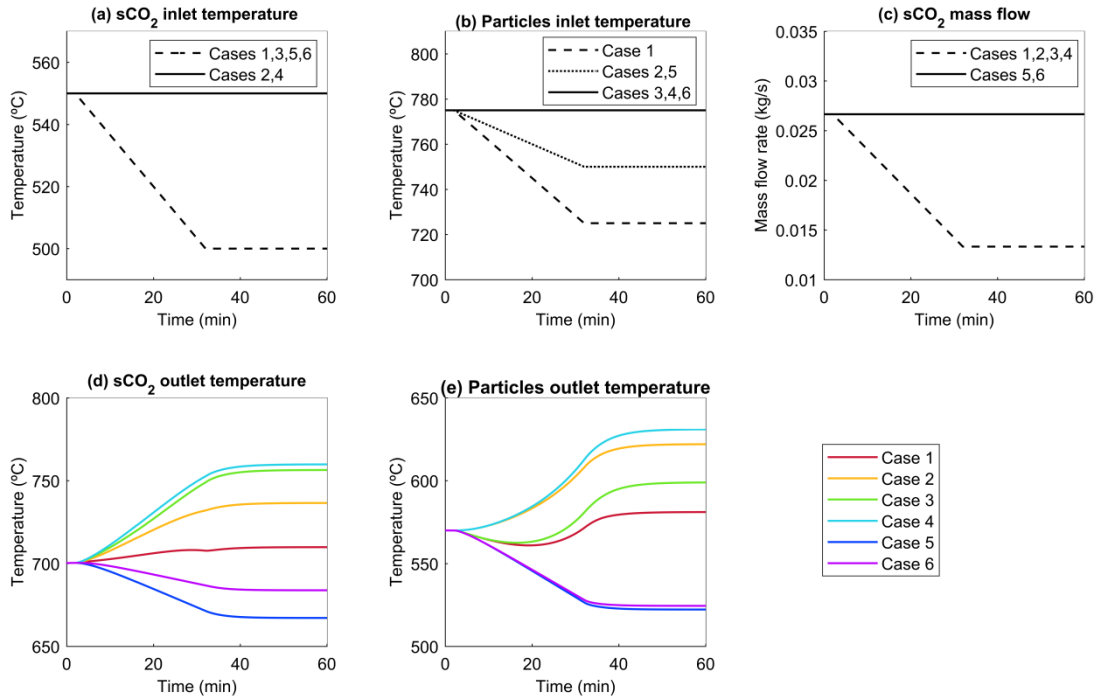 (a) sCO2 inlet temperature
Temperature (ºC)
560
540
520
500
0 20 40 60
Time (min)
Cases 1,3,5,6
Cases 2,4
(b) Particles inlet temperature
Temperature (ºC)
800
780
760
740
720
700
0 20 40 60
Time (min)
Case 1
Cases 2,5
Cases 3,4,6
(c) sCO2 mass flow
Mass flow rate (kg/s)
0.035
0.03
0.025
0.02
0.015
0.01
0 20 40 60
Time (min)
Cases 1,2,3,4
Cases 5,6
(d) sCO2 outlet temperature
Temperature (ºC)
800
750
700
650
0 20 40 60
Time (min)
(e) Particles outlet temperature
Temperature (ºC)
650
600
550
500
0 20 40 60
Time (min)
Case 1
Case 2
Case 3
Case 4
Case 5
Case 6